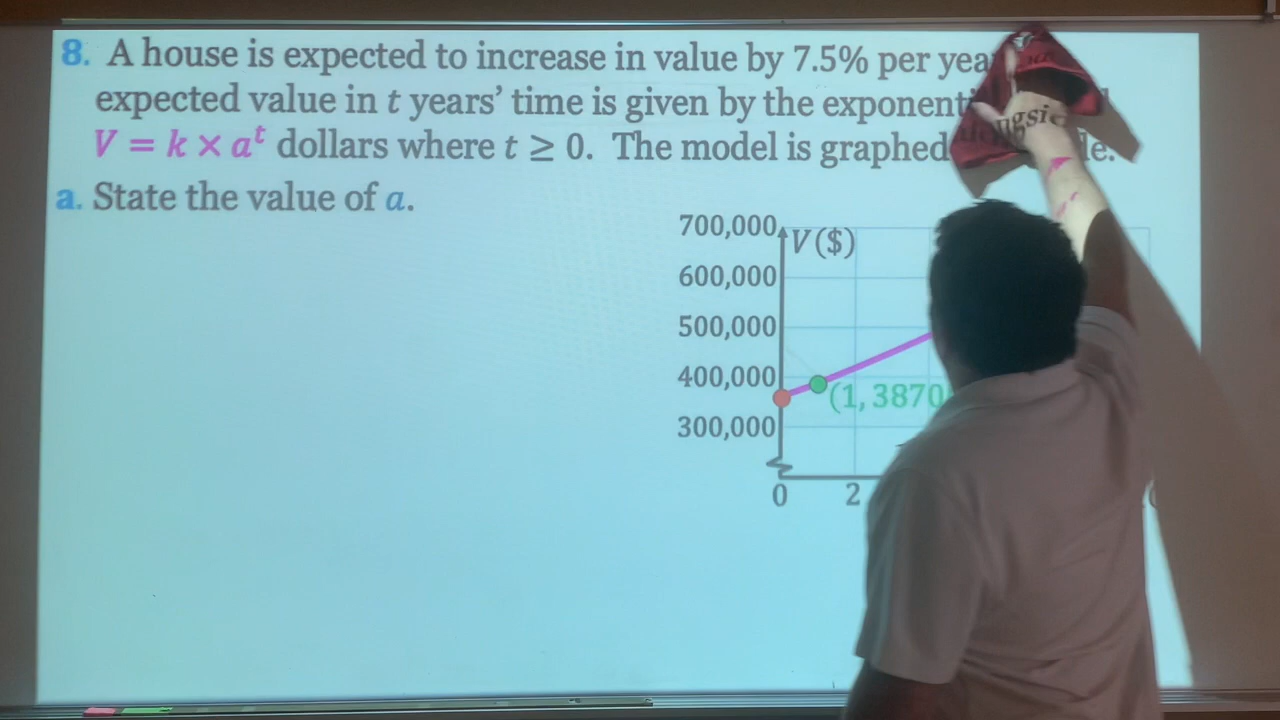 8. A house is expected to increase in value by 7.5% per yea
expected value in t years' time is given by the exponenti
V = k × a^t dollars where t ≥ 0. The model is graphed
a. State the value of a.
700,000
V ($)
600,000
500,000
400,000
(1, 3870
300,000
0 2